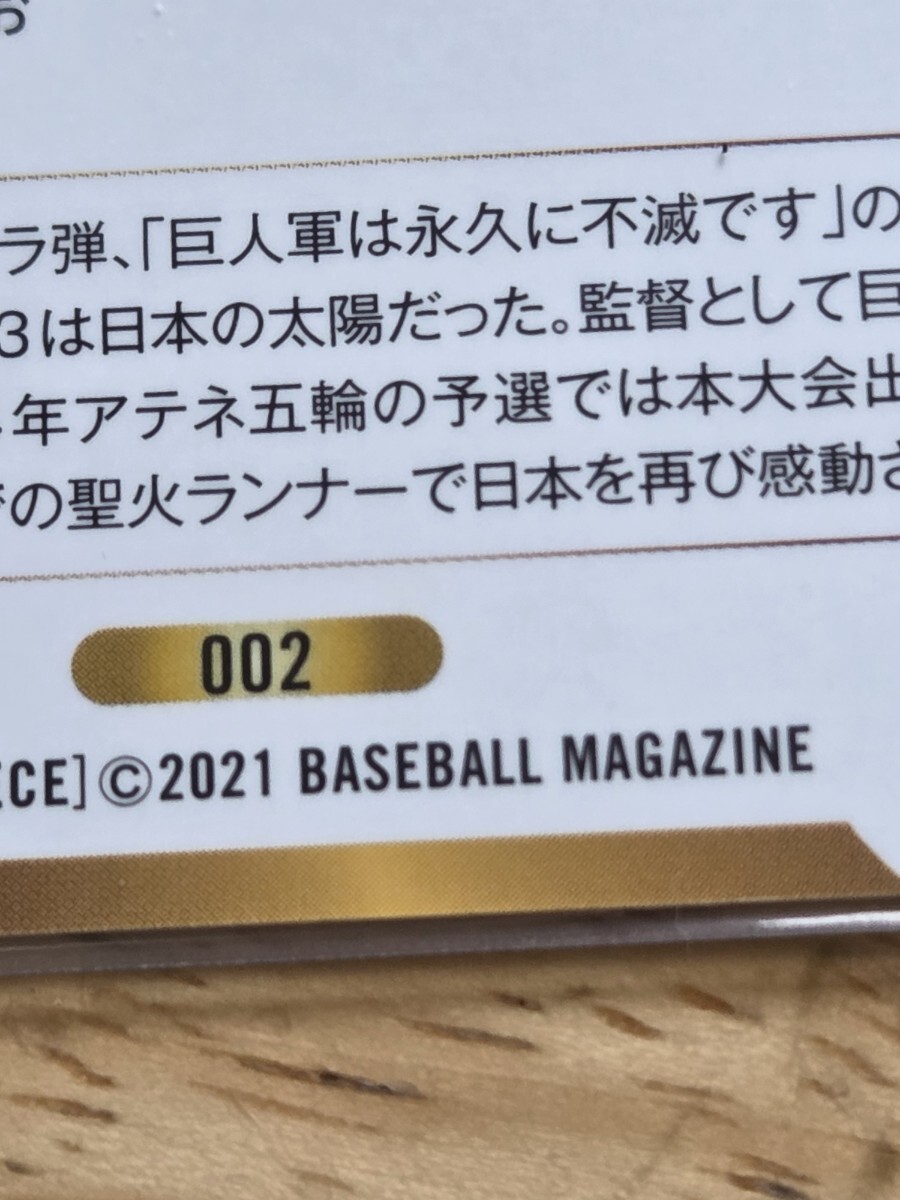 お
ラ弾、「巨人軍は永久に不滅です」の
3は日本の太陽だった。監督として巨
年アテネ五輪の予選では本大会出
の聖火ランナーで日本を再び感動さ
002
ECE]©2021 BASEBALL MAGAZINE